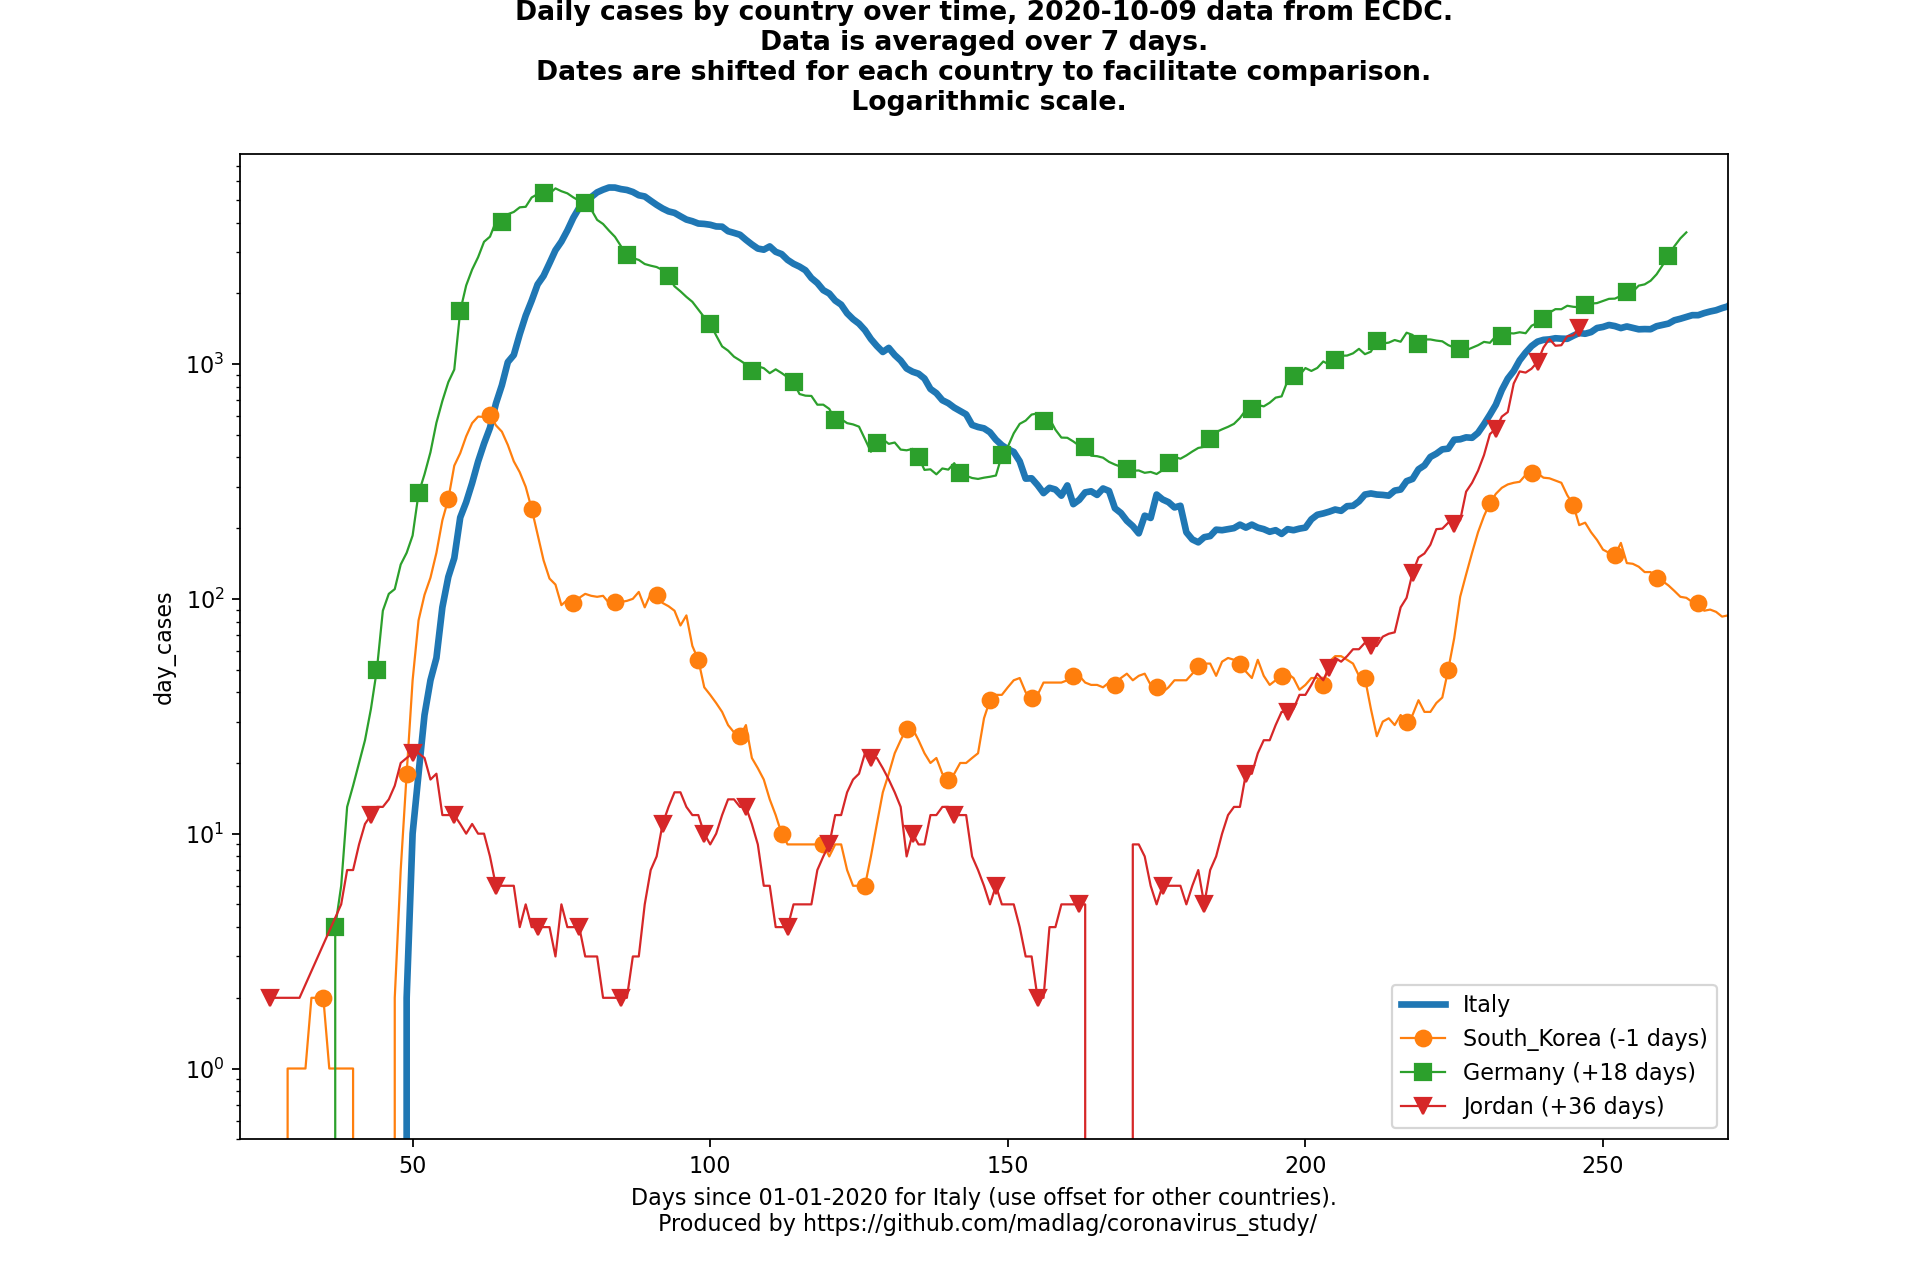 Daily cases by country over time, 2020-10-09 data from ECDC.
Data is averaged over 7 days.
Dates are shifted for each country to facilitate comparison.
Logarithmic scale.
day_cases
10³
10²
10¹
10⁰
50 100 150 200 250
Italy
South_Korea (-1 days)
Germany (+18 days)
Jordan (+36 days)
Days since 01-01-2020 for Italy (use offset for other countries).
Produced by https://github.com/madlag/coronavirus_study/